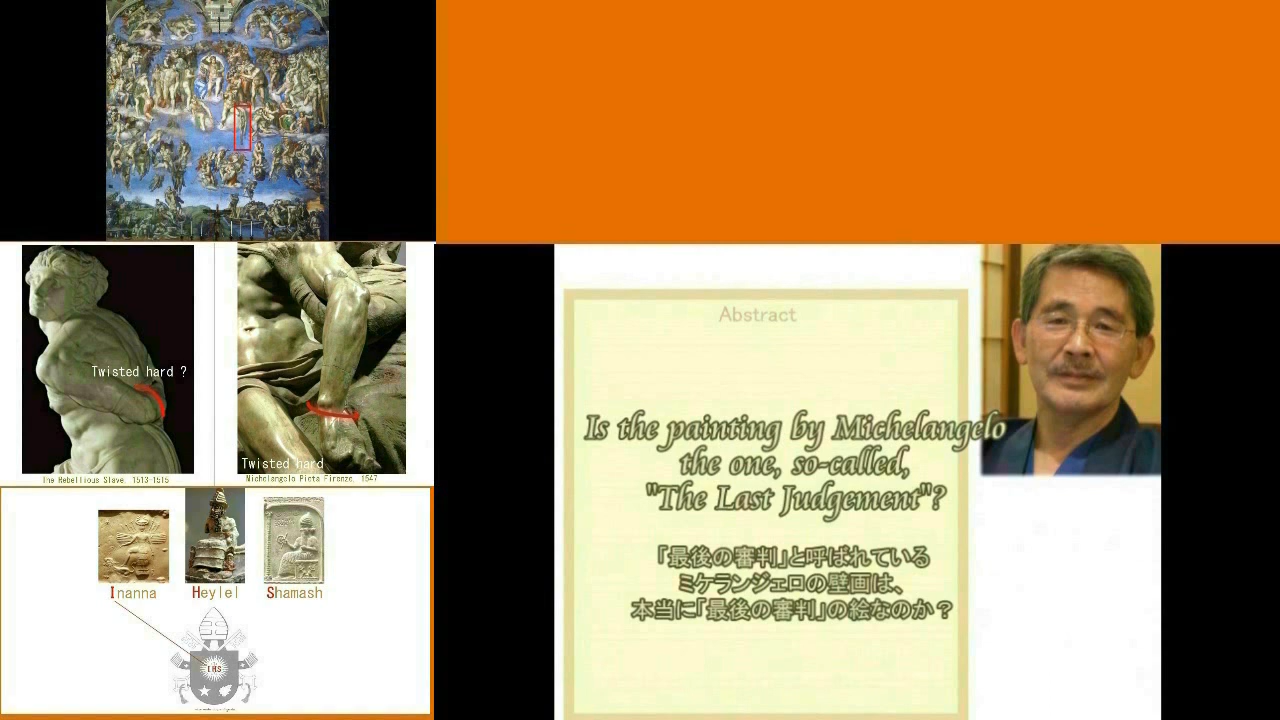 Twisted hard ?
Twisted hard
The Rebellious Slave, 1513-1515
Michelangelo Pieta Firenze, 1547
Inanna
Heylel
Shamash
IHS
Abstract
Is the painting by Michelangelo
the one, so-called,
"The Last Judgement"?
「最後の審判」と呼ばれている
ミケランジェロの壁画は、
本当に「最後の審判」の絵なのか？